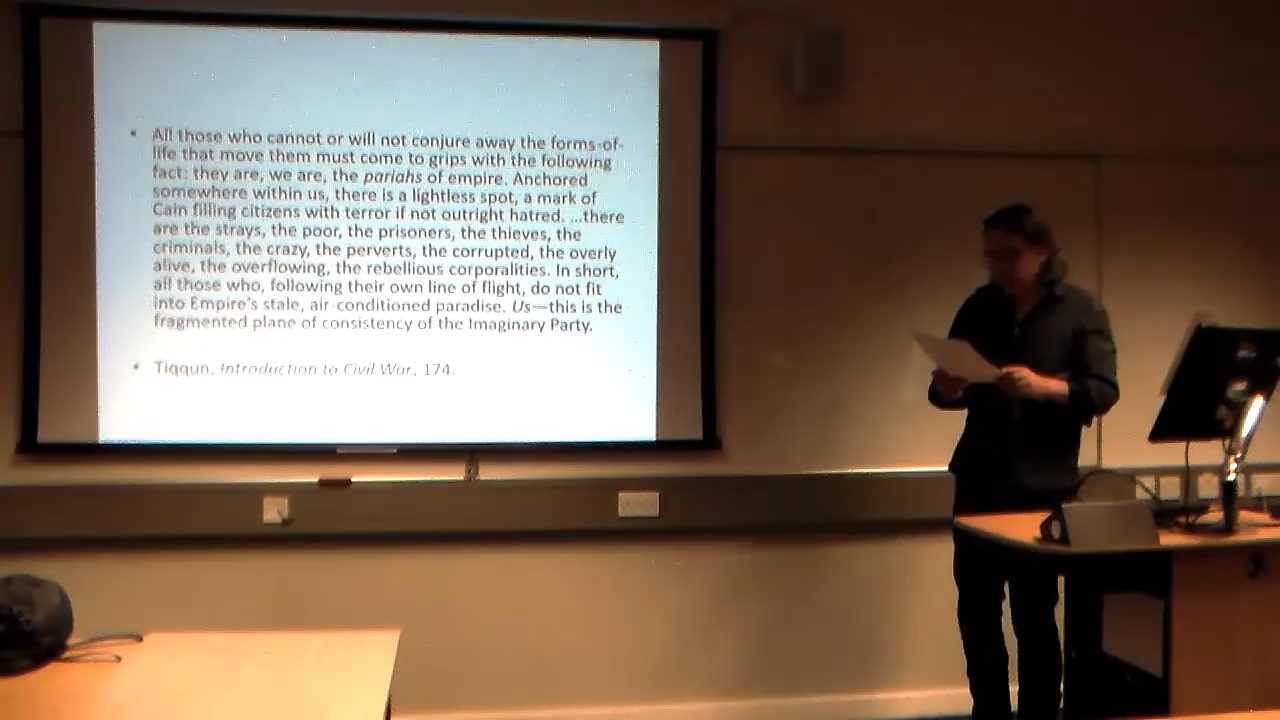 • All those who cannot or will not conjure away the forms-of-
life that move them must come to grips with the following
fact: they are, we are, the pariahs of empire. Anchored
somewhere within us, there is a lightless spot, a mark of
Cain filling citizens with terror if not outright hatred. ...there
are the strays, the poor, the prisoners, the thieves, the
criminals, the crazy, the perverts, the corrupted, the overly
alive, the overflowing, the rebellious corporalities. In short,
all those who, following their own line of flight, do not fit
into Empire's stale, air-conditioned paradise. Us—this is the
fragmented plane of consistency of the Imaginary Party.
• Tiqqun, Introduction to Civil War, 174.